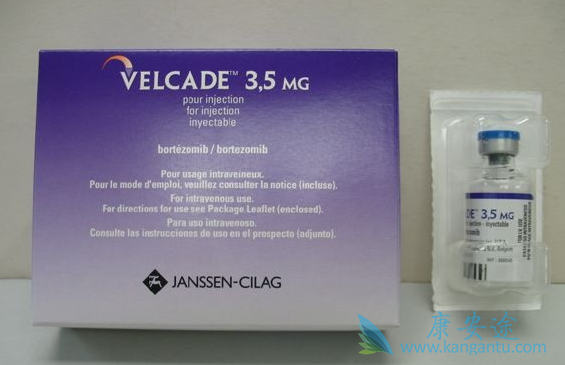 VELCADE™ 3,5 MG
pour injection
for injection
inyectable
bortézomib / bortezomib
Pour usage intraveineux.
Pour le mode d'emploi, veuillez consulter la notice (incluse).
For intravenous use.
For directions for use see Package Leaflet (enclosed).
Para uso intravenoso.
Consulte las instrucciones de uso en el prospecto (adjunto).
JANSSEN-CILAG
CADE™ 3,5 MG
injection - inyectable
康安途
www.kangantu.com